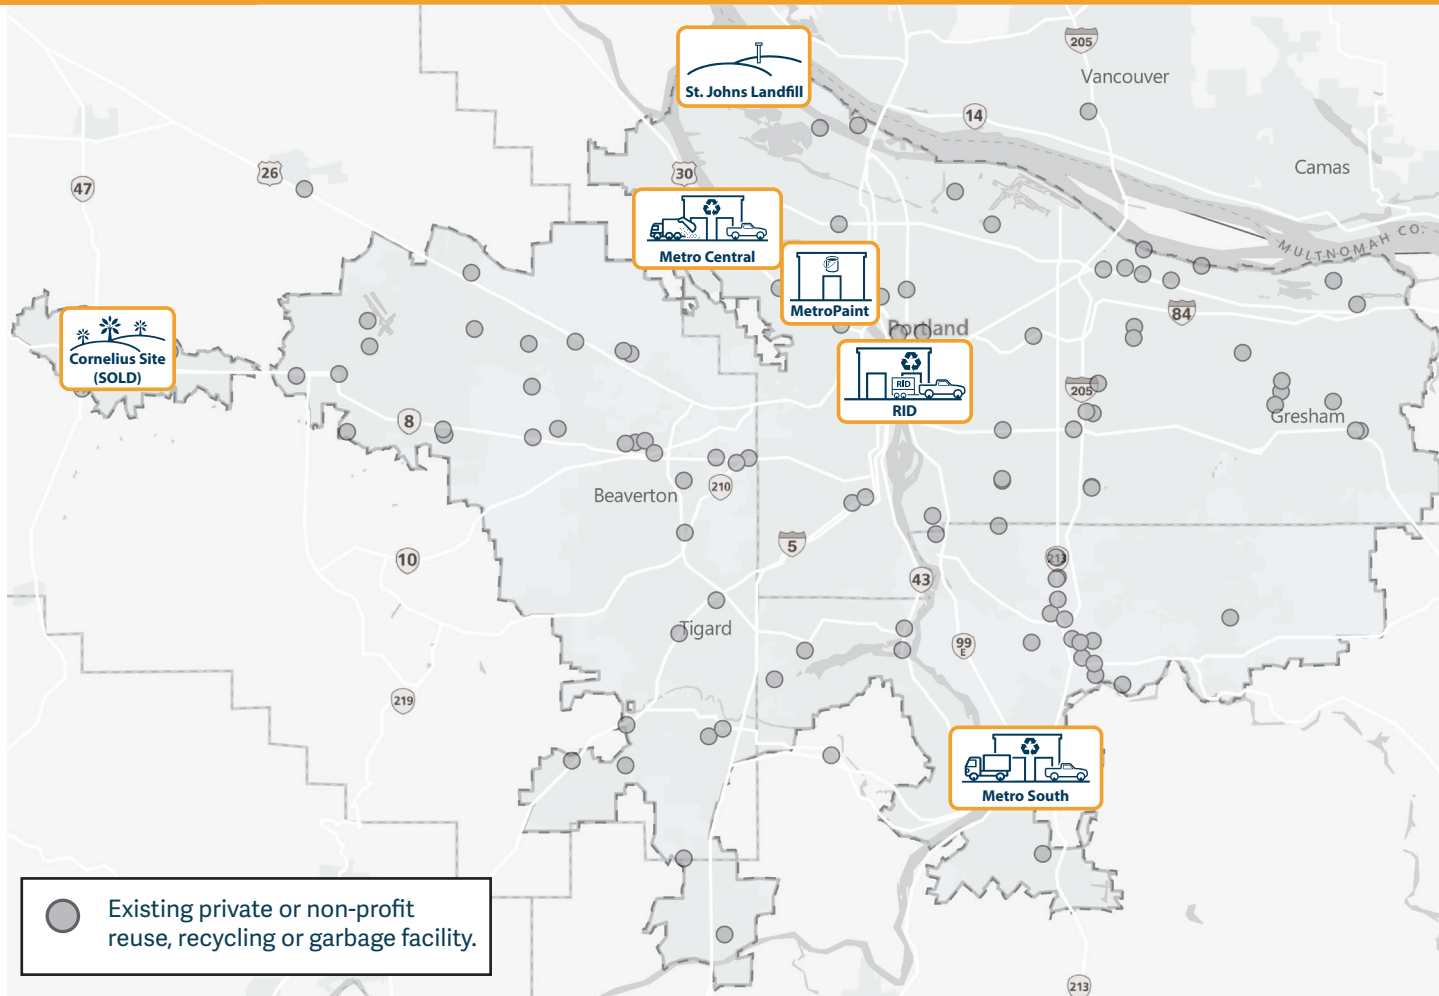 205
Vancouver
St. Johns Landfill
14
Camas
26
30
47
MULTNOMAH CO.
Metro Central
MetroPaint
84
Portland
Cornelius Site
(SOLD)
RID
205
RID
Gresham
8
Beaverton
210
5
10
213
43
Tigard
99
E
219
Metro South
Existing private or non-profit
reuse, recycling or garbage facility.
213